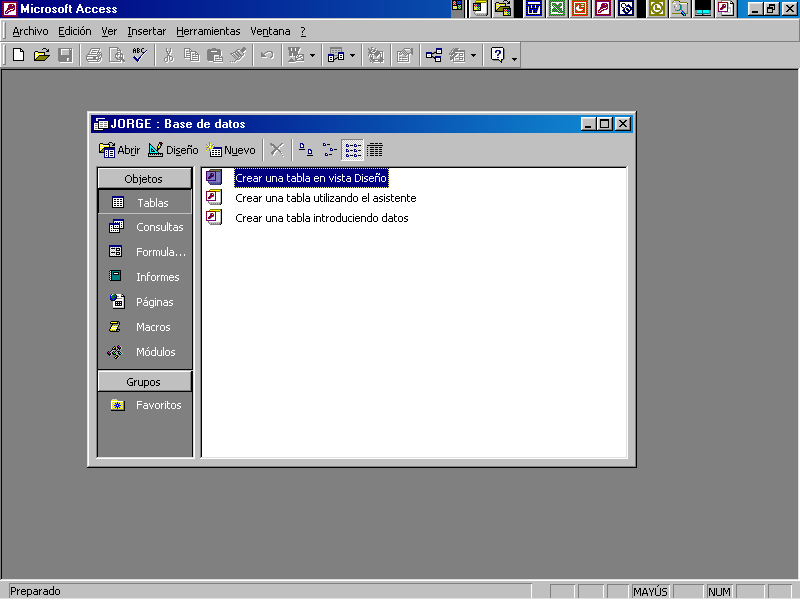 Microsoft Access
Archivo Edición Ver Insertar Herramientas Ventana ?
JORGE : Base de datos
Abrir Diseño Nuevo
Objetos
Tablas
Consultas
Formula...
Informes
Páginas
Macros
Módulos
Grupos
Favoritos
Crear una tabla en vista Diseño
Crear una tabla utilizando el asistente
Crear una tabla introduciendo datos
Preparado MAYÚS NUM